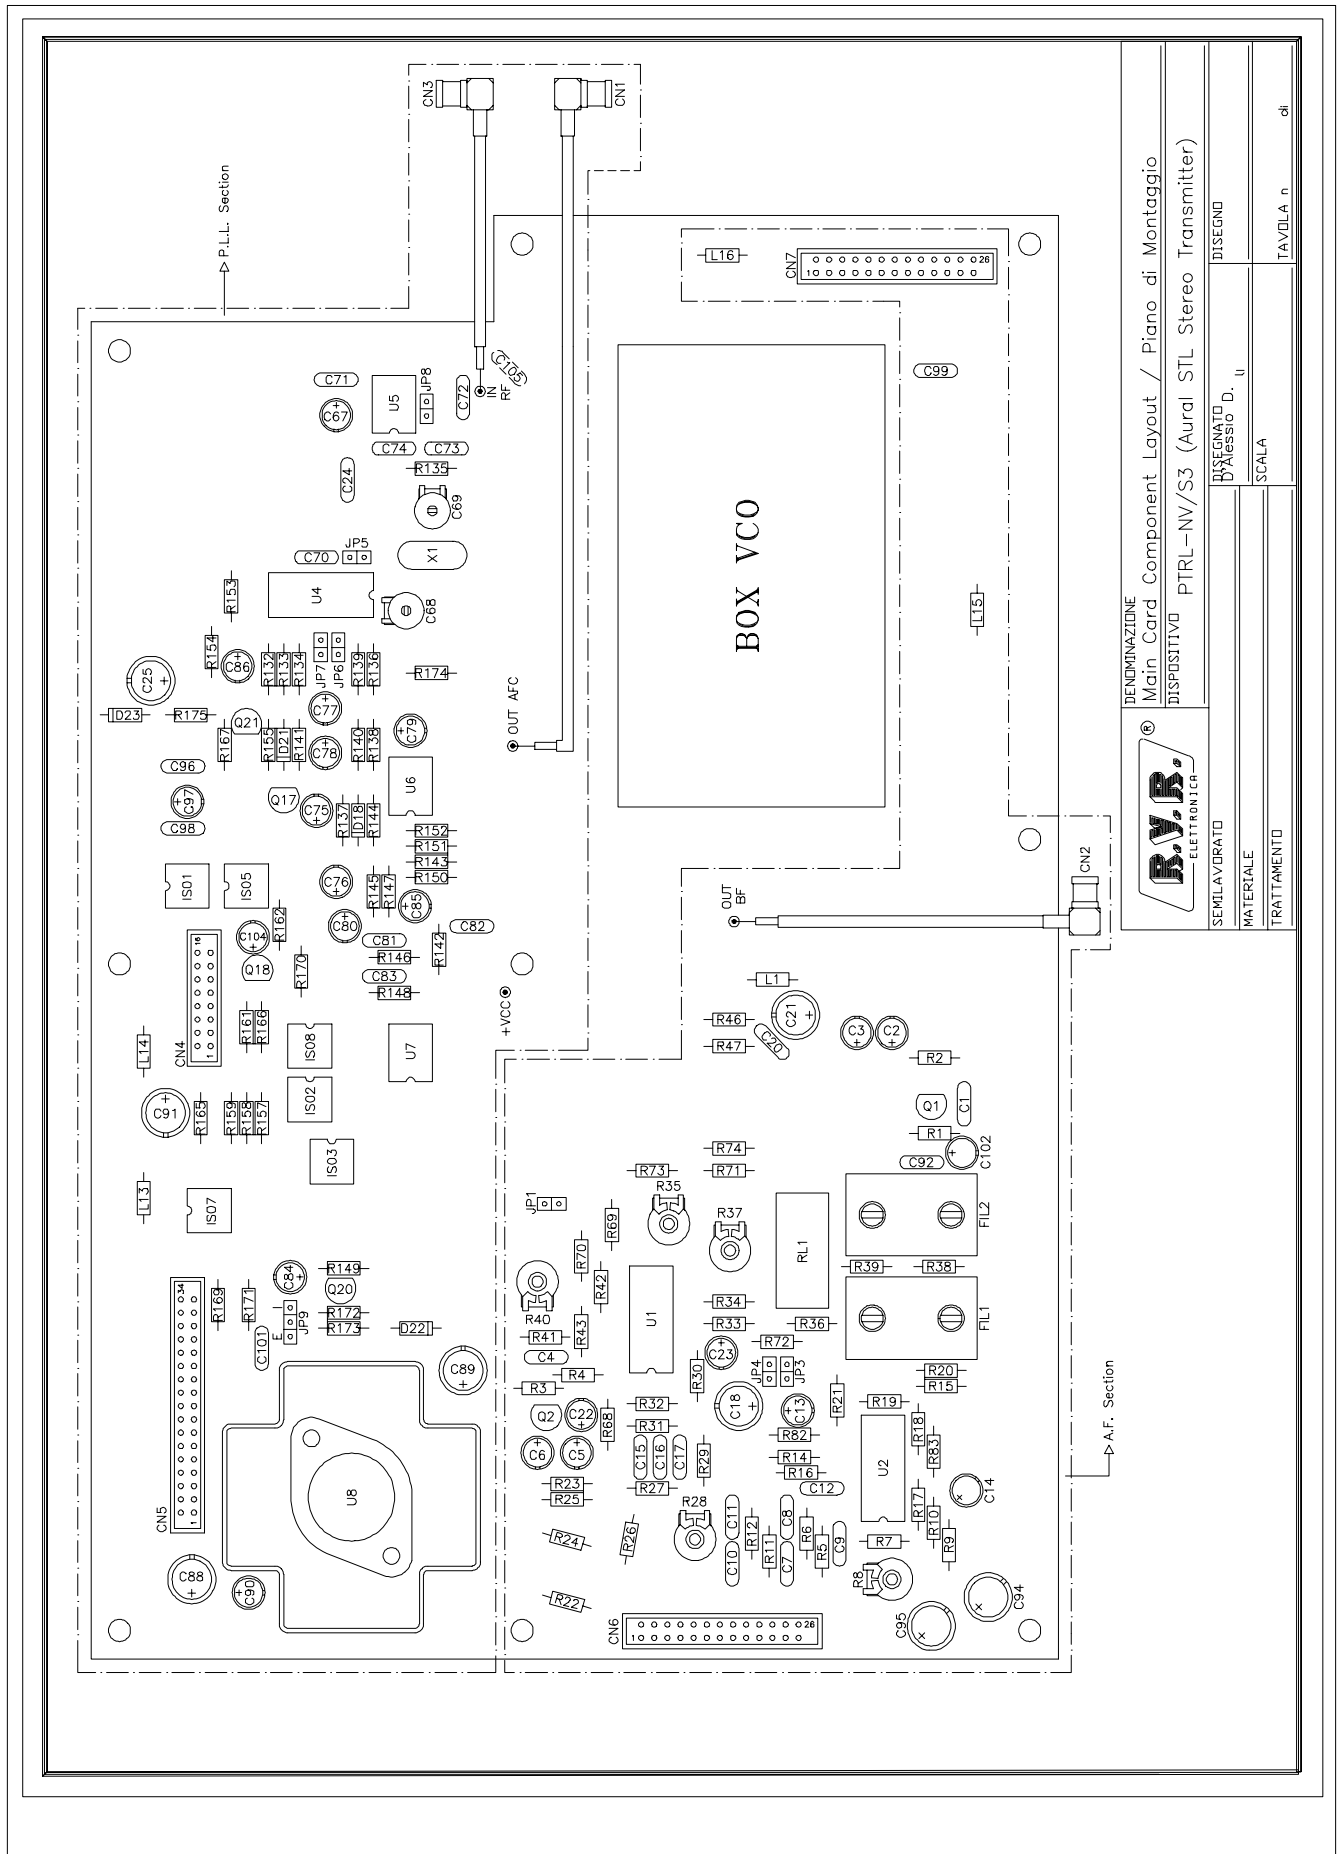 P.L.L. Section
CN3
CN1
C71
C67
U5
JP8
C72
C105
IN
RF
C74
C73
R135
C24
C69
C70
JP5
X1
R153
U4
C68
R154
C86
C25
R132
R133
R134
JP7
JP6
R139
R136
R174
D23
R175
Q21
R167
R155
D21
R141
C77
C78
R140
R138
C79
OUT AFC
C96
C97
C98
Q17
C75
R137
D18
R144
U6
R152
R151
R143
R150
IS01
IS05
C76
R145
R147
C85
C80
R162
C104
Q18
R170
C81
R146
C83
R148
R142
C82
+VCC
CN4
1
16
L14
R161
R166
IS08
IS02
U7
C91
R165
R159
R158
R157
IS03
L13
IS07
CN5
1
34
R169
R171
C84
R149
Q20
R172
R173
JP9
E
I
D22
C101
C89
U8
C88
C90
L16
CN7
1
26
C99
BOX VCO
L15
OUT
BF
CN2
L1
R46
R47
C20
C21
C3
C2
R2
Q1
C1
R1
C102
C92
R74
R71
R73
R35
R37
JP1
R69
R70
R42
R40
R41
R43
C4
R4
R3
U1
R34
R33
R36
R72
RL1
FIL2
FIL1
R39
R38
C23
R30
JP4
JP3
C18
C13
R21
R20
R15
R19
R32
R31
R68
Q2
C22
C6
C5
C15
C16
C17
R29
R27
R23
R25
R28
R82
R14
R16
C12
U2
R18
R83
R17
R10
R9
C14
R24
R26
R22
C11
C10
R12
R11
C8
C7
R6
R5
C9
R7
R8
C95
C94
CN6
1
26
A.F. Section
DENOMINAZIONE
Main Card Component Layout / Piano di Montaggio
DISPOSITIVO
PTRL-NV/S3 (Aural STL Stereo Transmitter)
R.V.R.®
ELETTRONICA
SEMILAVORATO
DISEGNATO
D'Alessio D.
il
DISEGNO
MATERIALE
SCALA
TRATTAMENTO
TAVOLA n di